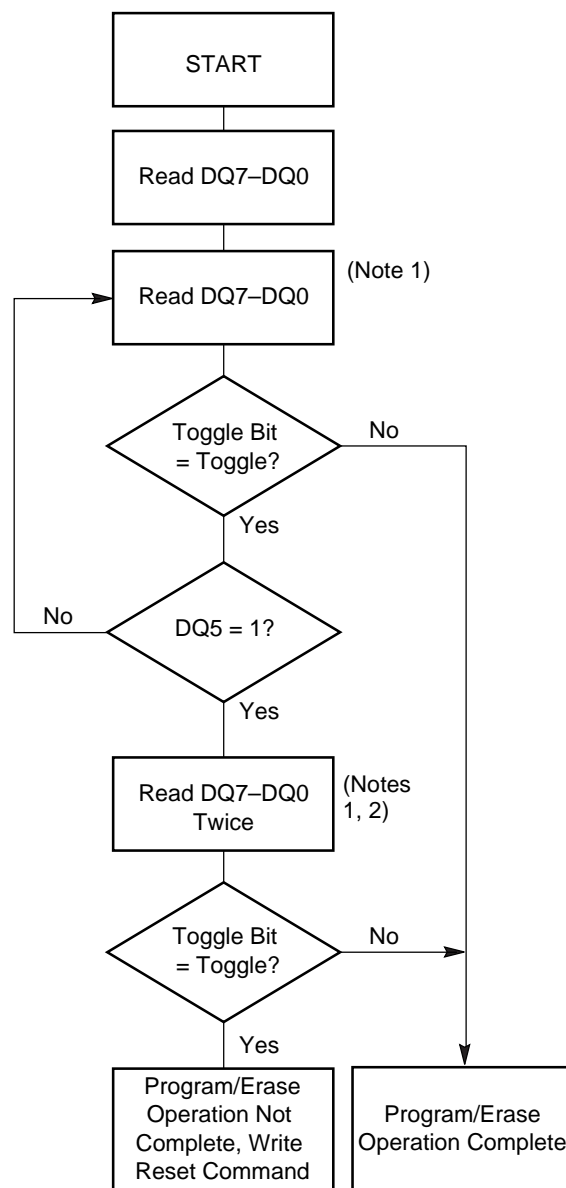 START
Read DQ7–DQ0
Read DQ7–DQ0
(Note 1)
Toggle Bit
= Toggle?
No
Yes
No
DQ5 = 1?
Yes
Read DQ7–DQ0
Twice
(Notes
1, 2)
Toggle Bit
= Toggle?
No
Yes
Program/Erase
Operation Not
Complete, Write
Reset Command
Program/Erase
Operation Complete